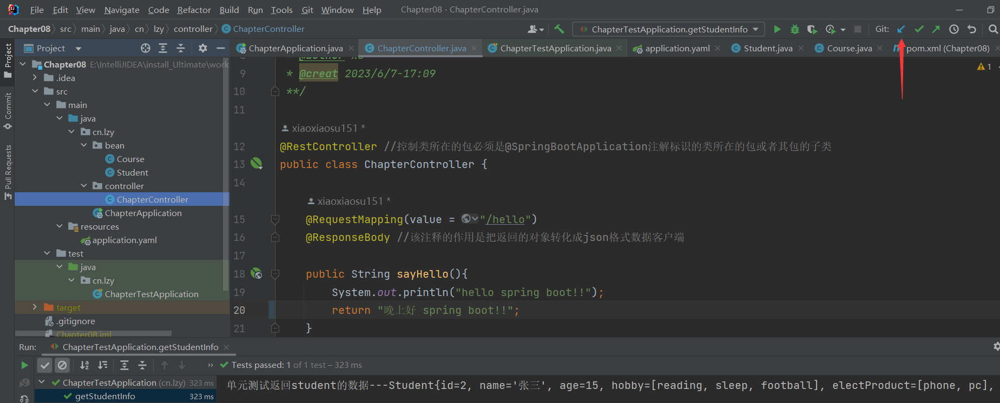 File Edit View Navigate Code Refactor Build Run Tools Git Window Help Chapter08 - ChapterController.java
Chapter08 src main java cn lzy controller ChapterController ChapterTestApplication.getStudentInfo Git:
Project ChapterApplication.java ChapterController.java ChapterTestApplication.java application.yaml Student.java Course.java pom.xml (Chapter08)
Project
Commit
Pull Requests
Chapter08 E:\IntelliJIDEA\install_Ultimate\work
.idea
src
main
java
cn.lzy
bean
Course
Student
controller
ChapterController
ChapterApplication
resources
application.yaml
test
java
cn.lzy
ChapterTestApplication
target
.gitignore
Chapter08.iml
9 * @creat 2023/6/7-17:09
1
10 **/
11
xiaoxiaosu151 *
12 @RestController //控制类所在的包必须是@SpringBootApplication注解标识的类所在的包或者其包的子类
13 public class ChapterController {
14
xiaoxiaosu151 *
15 @RequestMapping(value = "/hello")
16 @ResponseBody //该注释的作用是把返回的对象转化成json格式数据客户端
17
18 public String sayHello(){
19 System.out.println("hello spring boot!!");
20 return "晚上好 spring boot!!";
21 }
Run: ChapterTestApplication.getStudentInfo
Tests passed: 1 of 1 test – 323 ms
ChapterTestApplication (cn.lzy) 323 ms
getStudentInfo 323 ms
单元测试返回student的数据---Student{id=2, name='张三', age=15, hobby=[reading, sleep, football], electProduct=[phone, pc],